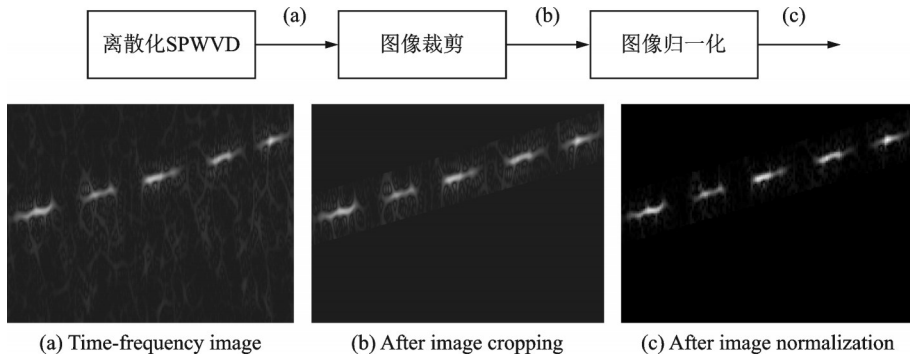 (a) (b) (c)
离散化SPWVD 图像裁剪 图像归一化
(a) Time-frequency image (b) After image cropping (c) After image normalization